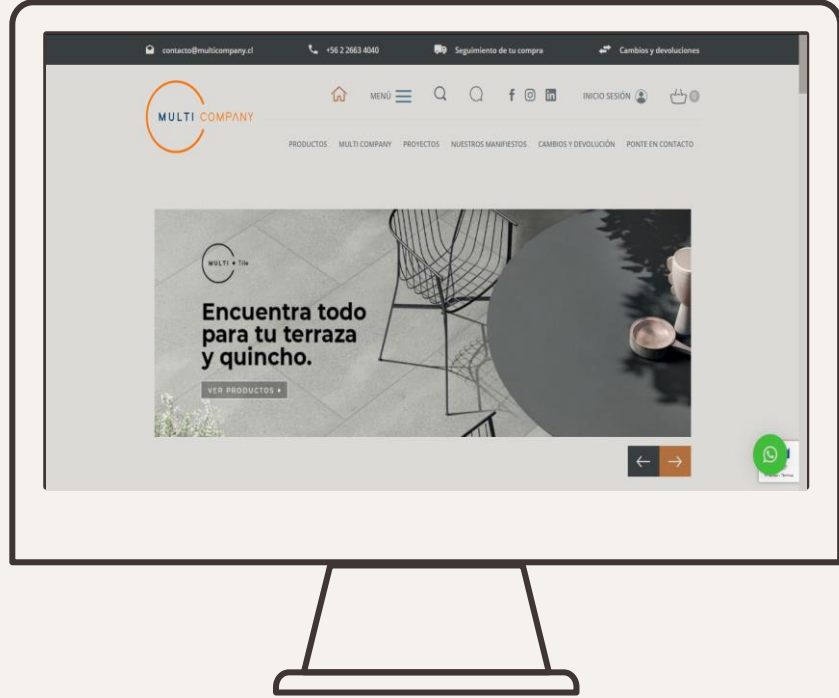 contacto@multicompany.cl
+56 2 2663 4040
Seguimiento de tu compra
Cambios y devoluciones
MULTI COMPANY
MENÚ
INICIO SESIÓN
0
PRODUCTOS
MULTI COMPANY
PROYECTOS
NUESTROS MANIFIESTOS
CAMBIOS Y DEVOLUCIÓN
PONTE EN CONTACTO
MULTI • Tile
Encuentra todo
para tu terraza
y quincho.
VER PRODUCTOS